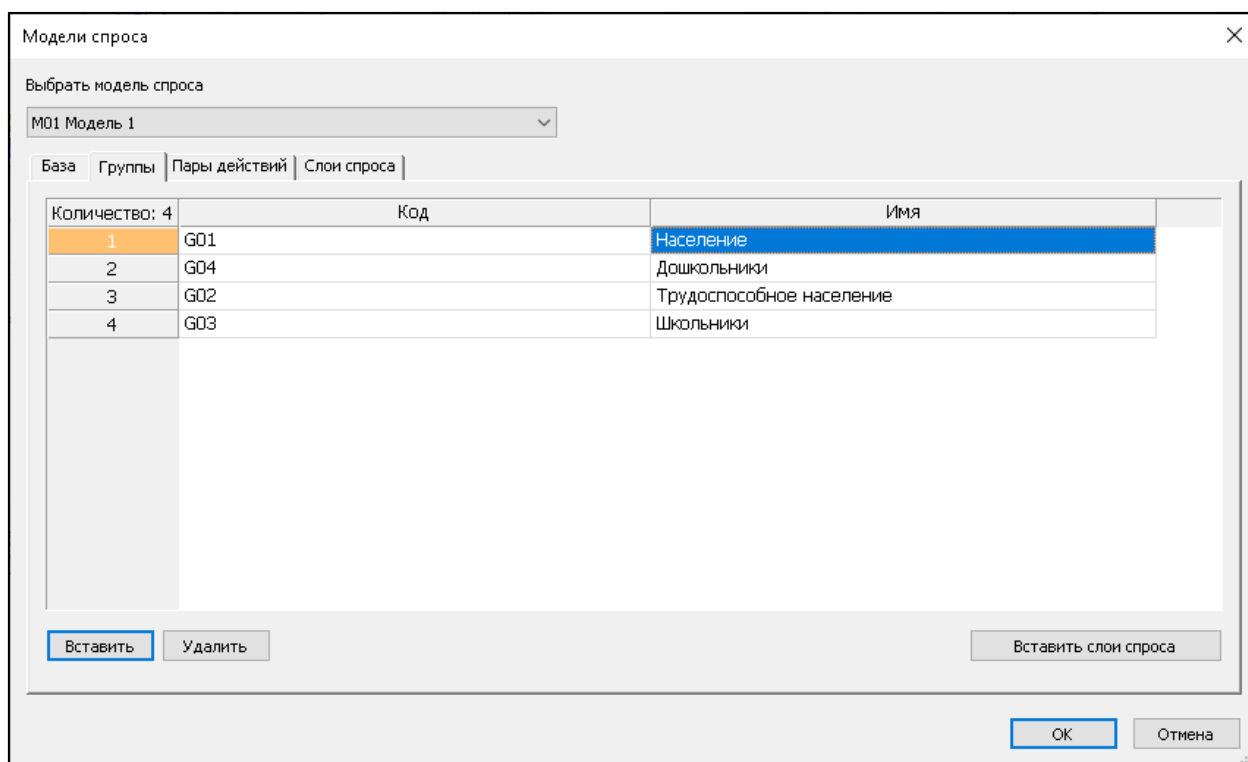 Модели спроса
Выбрать модель спроса
М01 Модель 1
База Группы Пары действий Слои спроса
Количество: 4 Код Имя
1 G01 Население
2 G04 Дошкольники
3 G02 Трудоспособное население
4 G03 Школьники
Вставить Удалить Вставить слои спроса
OK Отмена